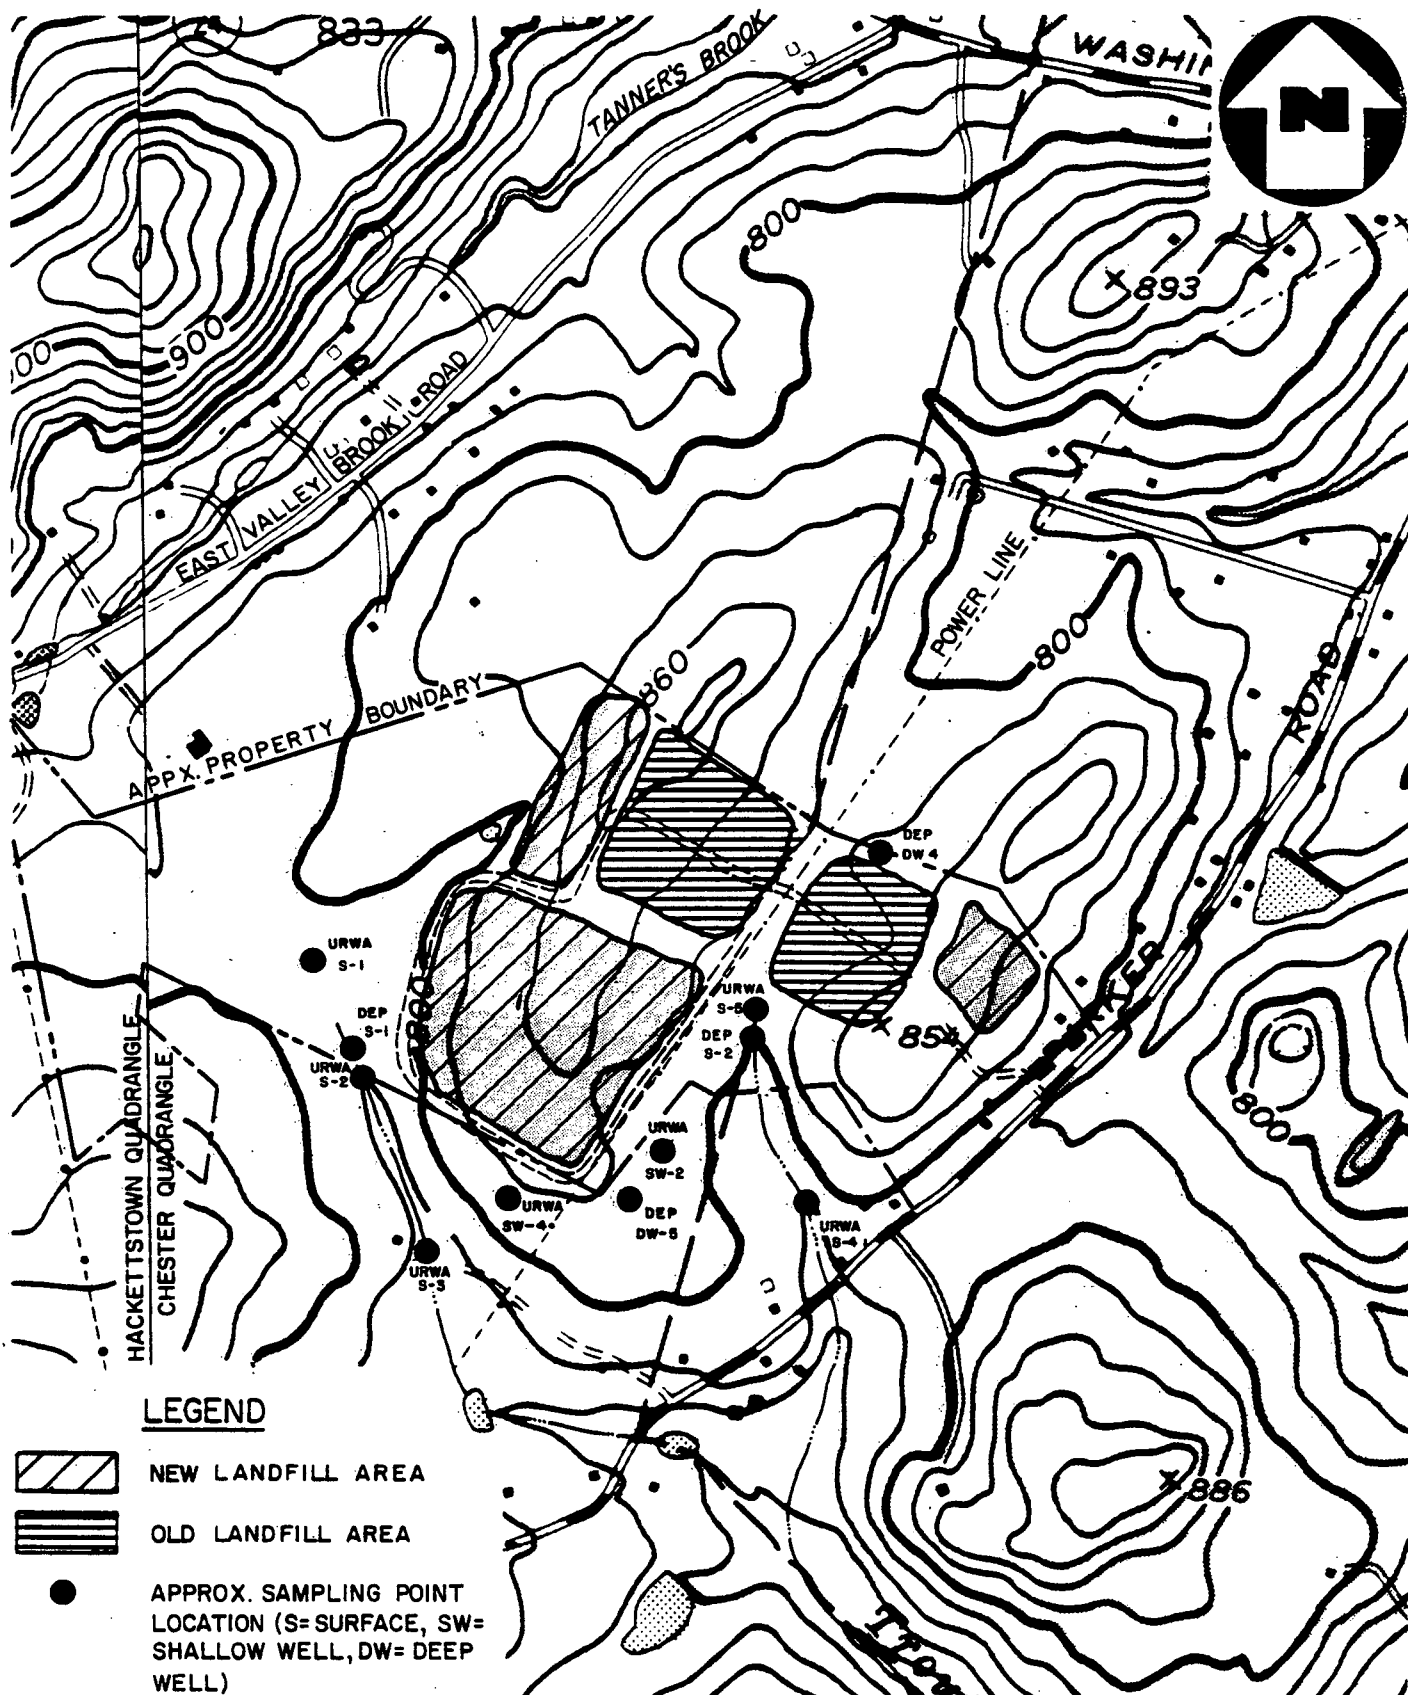 833
TANNER'S BROOK
N
800
893
900
EAST VALLEY BROOK ROAD
POWER LINE
800
860
ROAD
APPX. PROPERTY BOUNDARY
DEP
DW 4
URWA
S-1
800
URWA
S-5
DEP
S-1
DEP
S-2
854
URWA
S-2
800
HACKETTSTOWN QUADRANGLE
CHESTER QUADRANGLE
URWA
SW-2
URWA
SW-4
DEP
DW-5
URWA
S-4
URWA
S-3
886
LEGEND
NEW LANDFILL AREA
OLD LANDFILL AREA
APPROX. SAMPLING POINT
LOCATION (S=SURFACE, SW=
SHALLOW WELL, DW= DEEP
WELL)